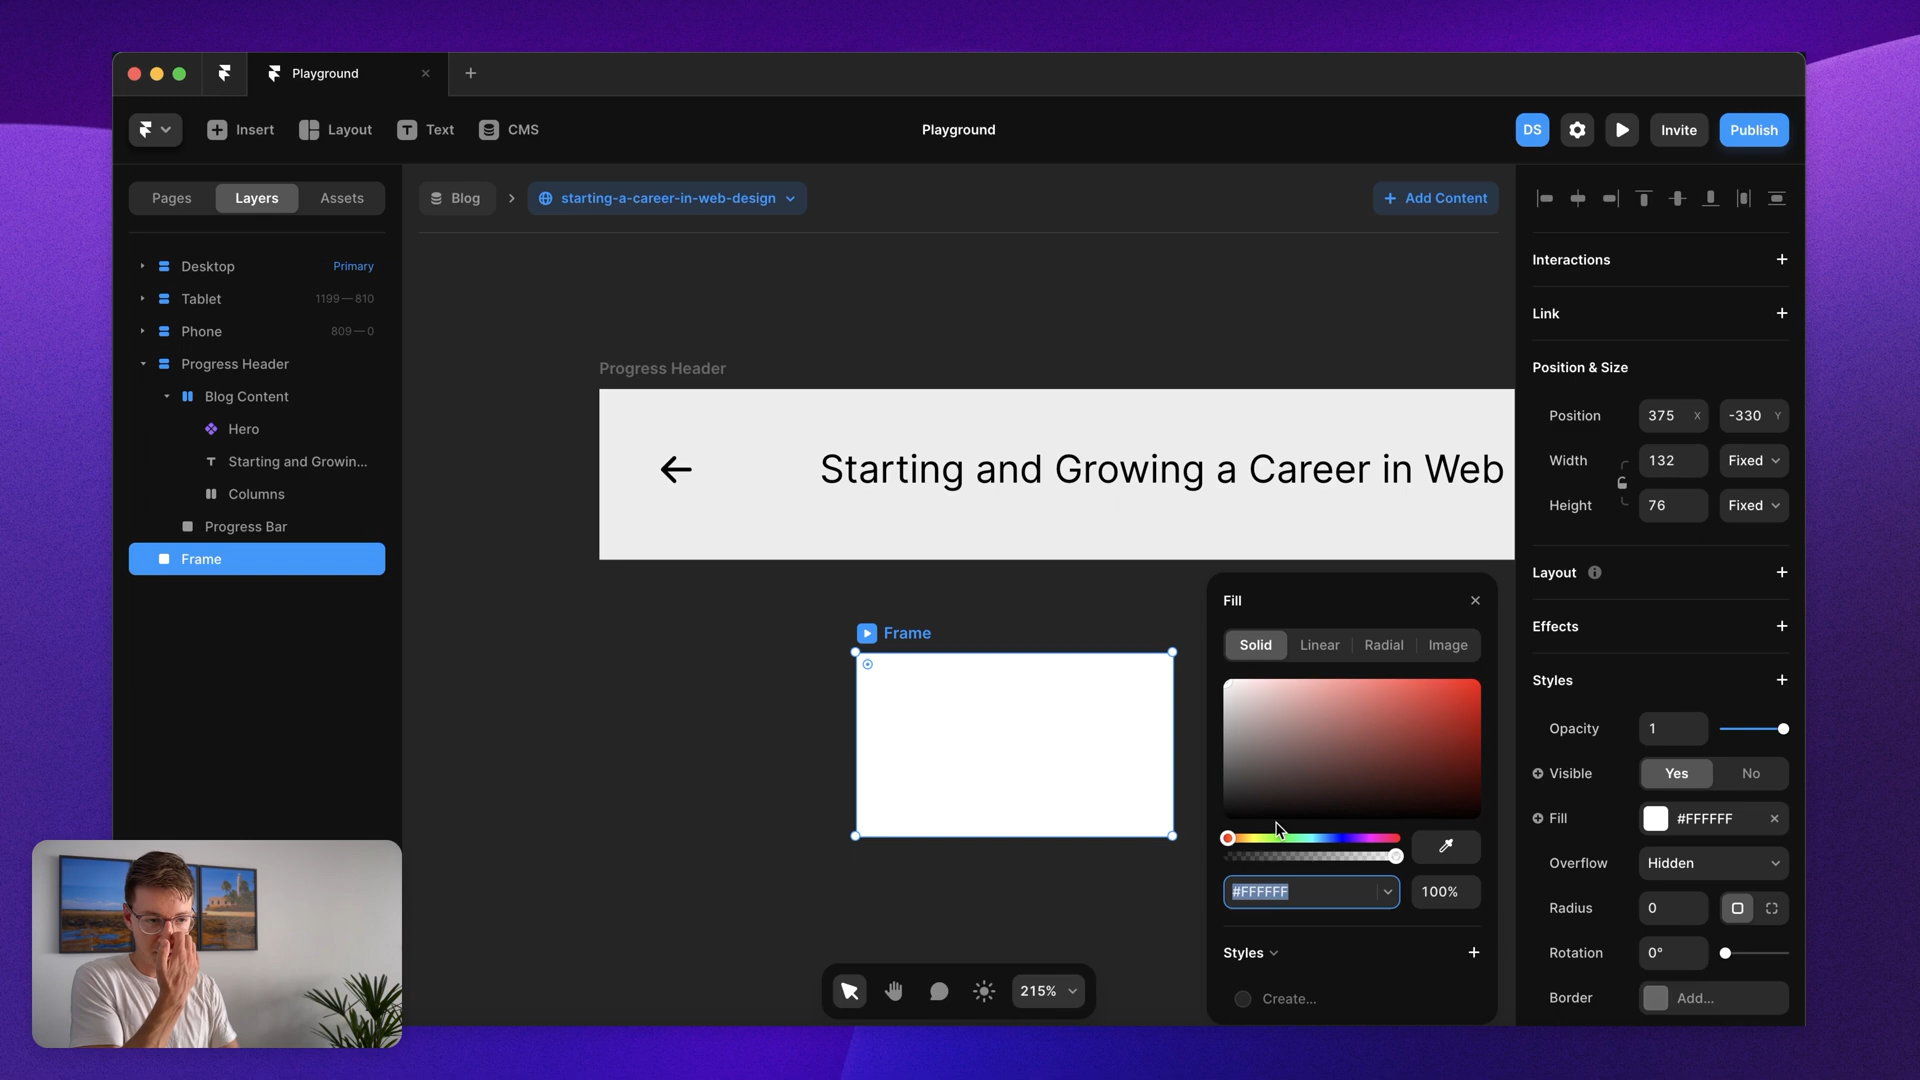 Playground
Insert
Layout
Text
CMS
Playground
DS
Invite
Publish
Pages
Layers
Assets
Blog
starting-a-career-in-web-design
Add Content
Desktop
Primary
Tablet
1199—810
Phone
809—0
Progress Header
Blog Content
Hero
Starting and Growin...
Columns
Progress Bar
Frame
Progress Header
Starting and Growing a Career in Web
Frame
Fill
Solid
Linear
Radial
Image
#FFFFFF
100%
Styles
Create...
215%
Interactions
Link
Position & Size
Position
375
X
-330
Y
Width
132
Fixed
Height
76
Fixed
Layout
Effects
Styles
Opacity
1
Visible
Yes
No
Fill
#FFFFFF
Overflow
Hidden
Radius
0
Rotation
0°
Border
Add...